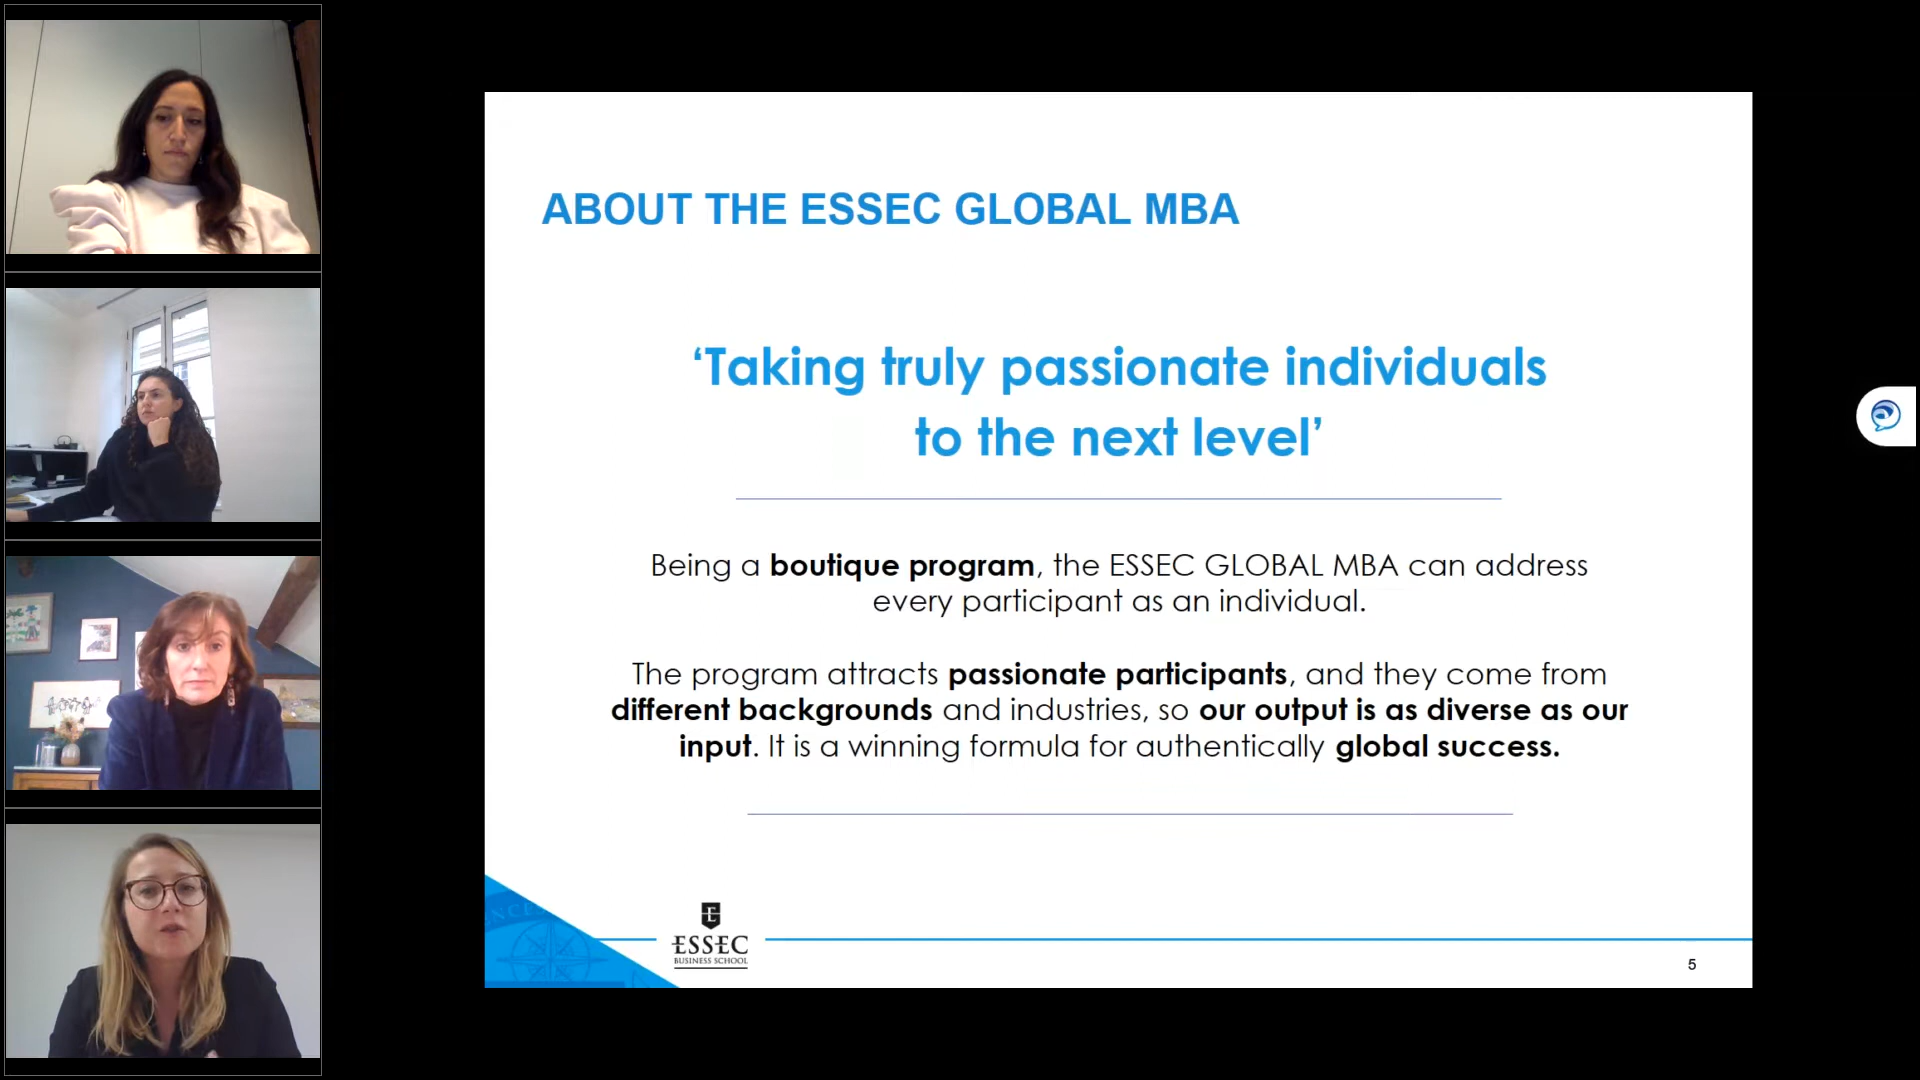 ABOUT THE ESSEC GLOBAL MBA
‘Taking truly passionate individuals
to the next level’
Being a boutique program, the ESSEC GLOBAL MBA can address
every participant as an individual.
The program attracts passionate participants, and they come from
different backgrounds and industries, so our output is as diverse as our
input. It is a winning formula for authentically global success.
ESSEC
BUSINESS SCHOOL
5